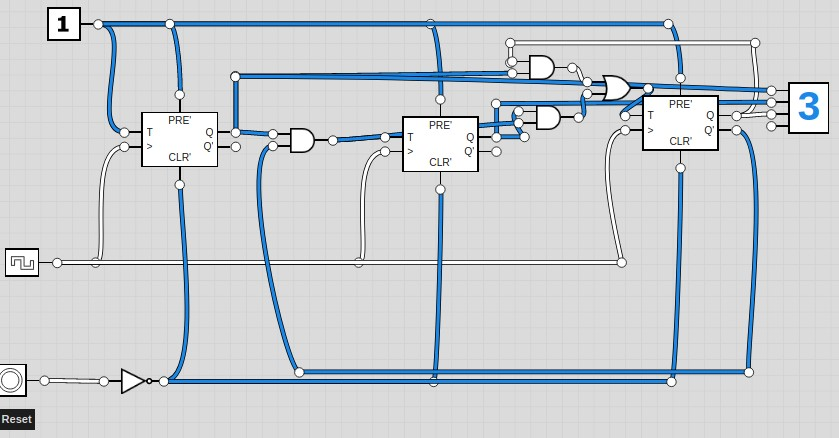 1
PRE'
T Q
> Q'
CLR'
PRE'
T Q
> Q'
CLR'
PRE'
T Q
> Q'
CLR'
3
Reset